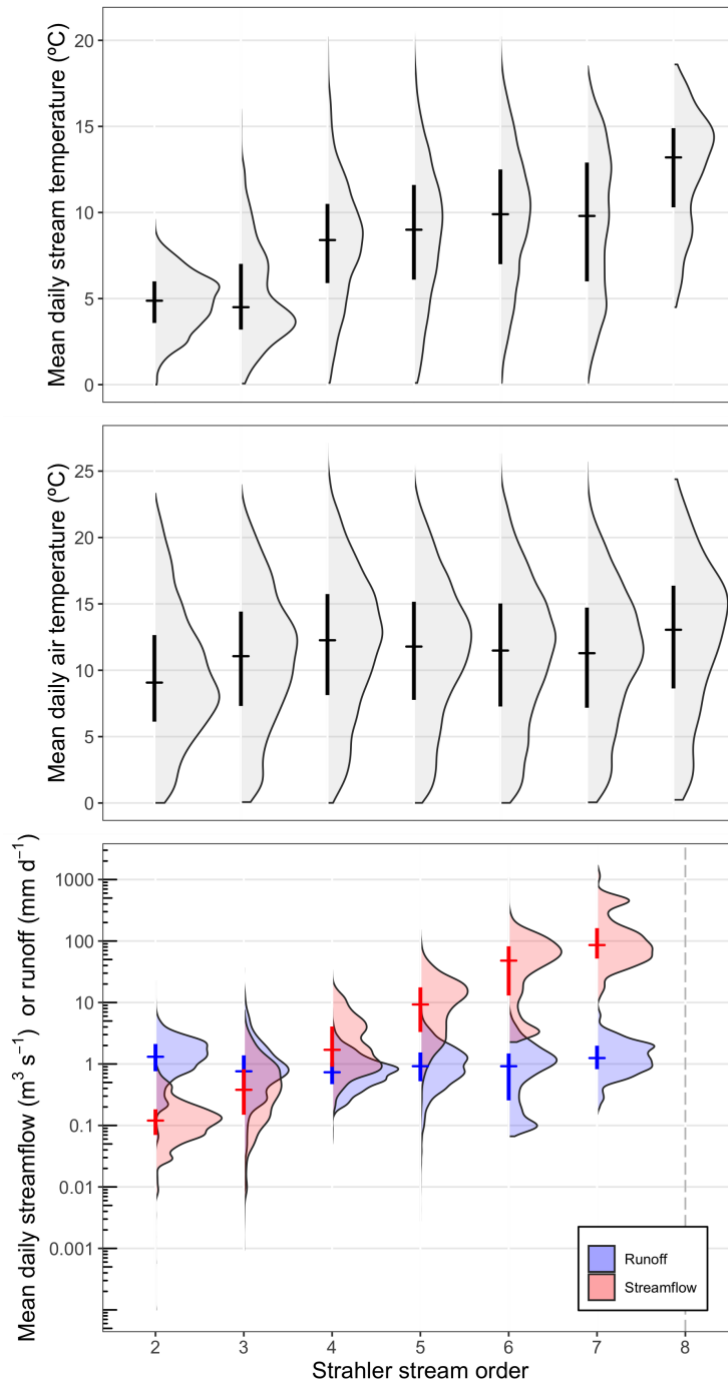 Mean daily stream temperature (ºC)
20
15
10
5
0
Mean daily air temperature (ºC)
25
20
15
10
5
0
Mean daily streamflow (m³ s⁻¹) or runoff (mm d⁻¹)
1000
100
10
1
0.1
0.01
0.001
Runoff
Streamflow
2 3 4 5 6 7 8
Strahler stream order